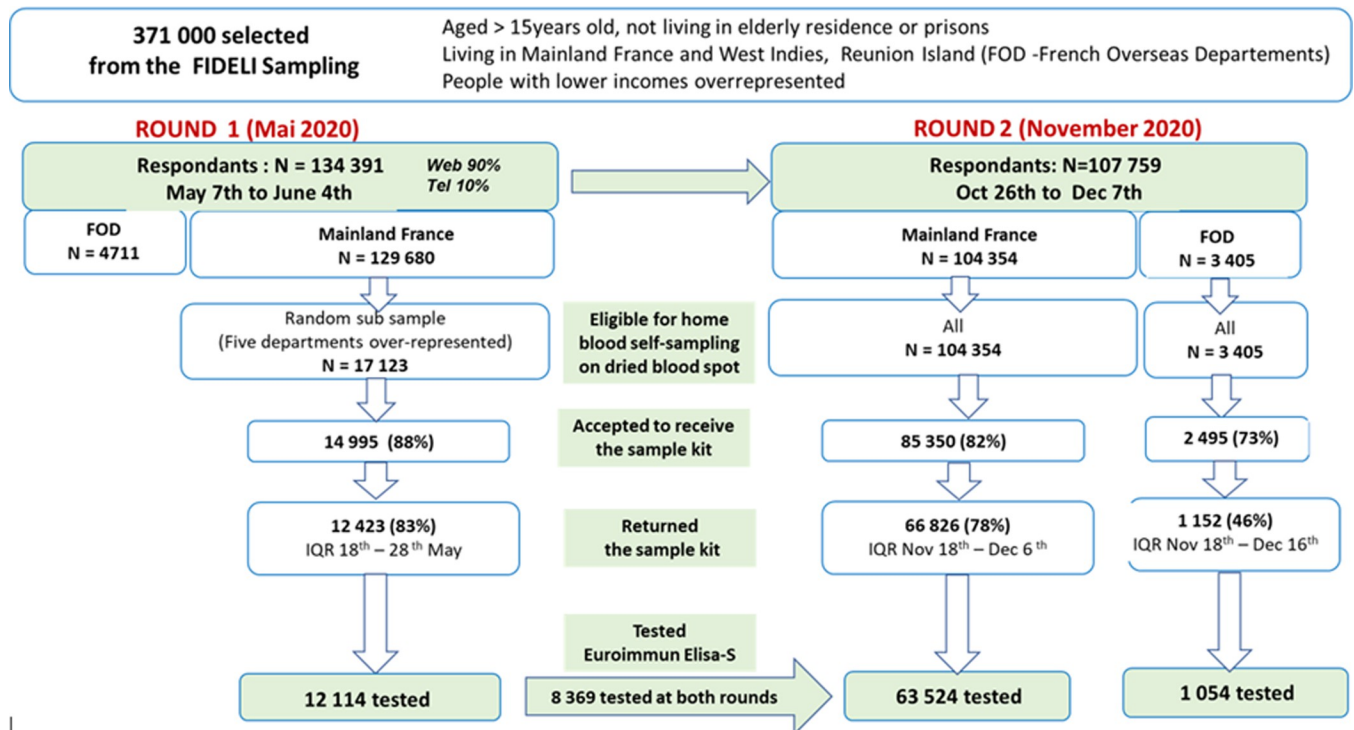 371 000 selected
from the FIDELI Sampling
Aged > 15years old, not living in elderly residence or prisons
Living in Mainland France and West Indies, Reunion Island (FOD -French Overseas Departements)
People with lower incomes overrepresented
ROUND 1 (Mai 2020)
Respondants : N = 134 391
May 7th to June 4th
Web 90%
Tel 10%
FOD
N = 4711
Mainland France
N = 129 680
Random sub sample
(Five departments over-represented)
N = 17 123
14 995 (88%)
12 423 (83%)
IQR 18th – 28 th May
12 114 tested
Eligible for home
blood self-sampling
on dried blood spot
Accepted to receive
the sample kit
Returned
the sample kit
Tested
Euroimmun Elisa-S
8 369 tested at both rounds
ROUND 2 (November 2020)
Respondants: N=107 759
Oct 26th to Dec 7th
Mainland France
N = 104 354
FOD
N = 3 405
All
N = 104 354
All
N = 3 405
85 350 (82%)
2 495 (73%)
66 826 (78%)
IQR Nov 18th – Dec 6 th
1 152 (46%)
IQR Nov 18th – Dec 16th
63 524 tested
1 054 tested